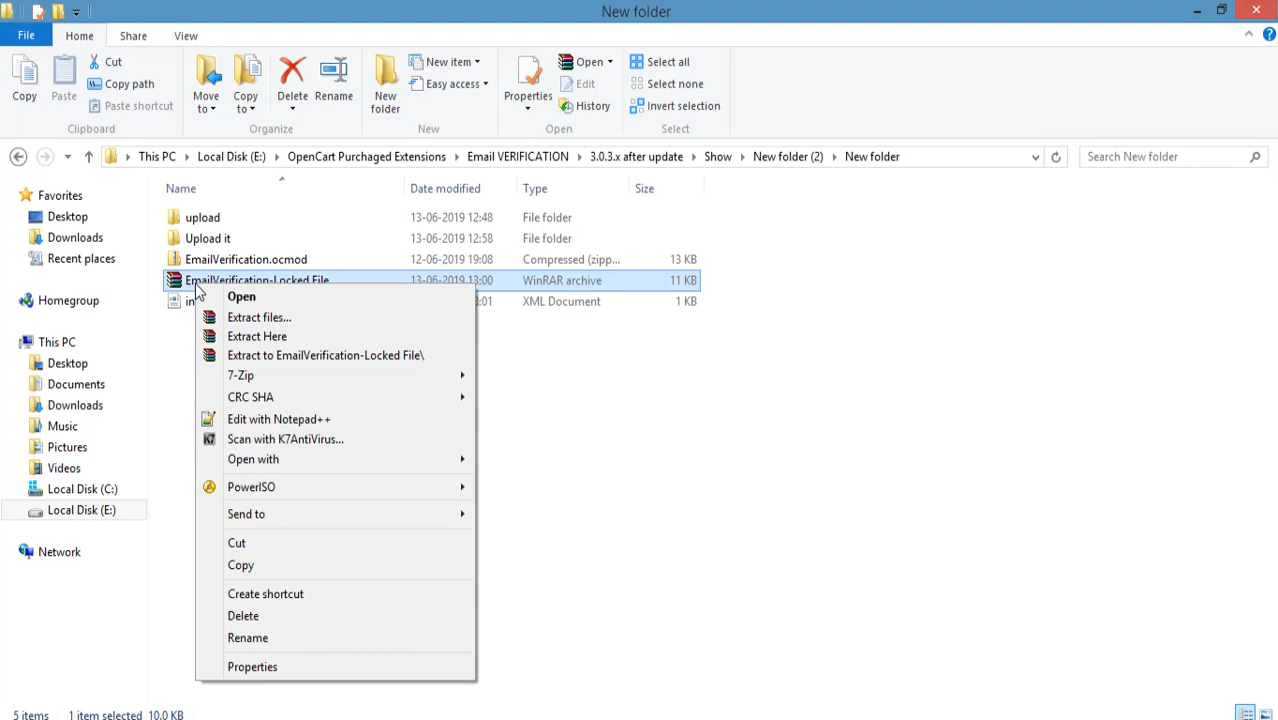 New folder
File Home Share View
Copy
Paste
Cut
Copy path
Paste shortcut
Clipboard
Move to
Copy to
Delete
Rename
Organize
New folder
New item
Easy access
New
Properties
Open
Edit
History
Open
Select all
Select none
Invert selection
Select
This PC Local Disk (E:) OpenCart Purchaged Extensions Email VERIFICATION 3.0.3.x after update Show New folder (2) New folder
Search New folder
Favorites
Desktop
Downloads
Recent places
Homegroup
This PC
Desktop
Documents
Downloads
Music
Pictures
Videos
Local Disk (C:)
Local Disk (E:)
Network
Name Date modified Type Size
upload 13-06-2019 12:48 File folder
Upload it 13-06-2019 12:58 File folder
EmailVerification.ocmod 12-06-2019 19:08 Compressed (zipp... 13 KB
EmailVerification-Locked File 13-06-2019 13:00 WinRAR archive 11 KB
XML Document 1 KB
Open
Extract files...
Extract Here
Extract to EmailVerification-Locked File\
7-Zip
CRC SHA
Edit with Notepad++
Scan with K7AntiVirus...
Open with
PowerISO
Send to
Cut
Copy
Create shortcut
Delete
Rename
Properties
5 items 1 item selected 10.0 KB